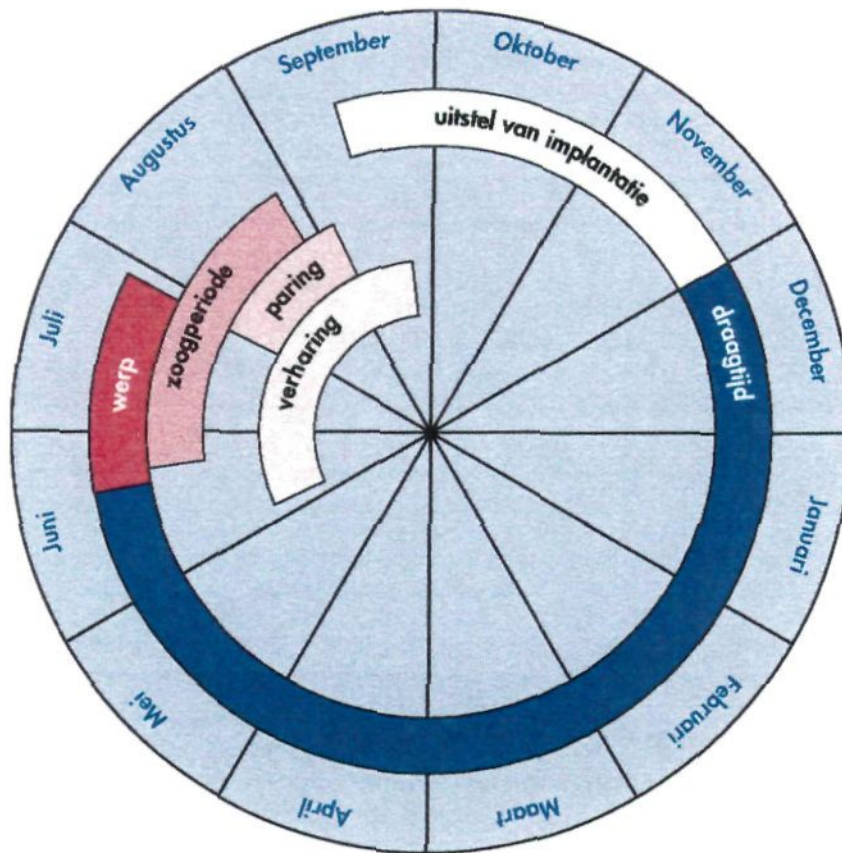 September
Oktober
November
December
Januari
Februari
Maart
April
Mei
Juni
Juli
Augustus
uitstel van implantatie
draagtijd
werp
zoogperiode
paring
verharing